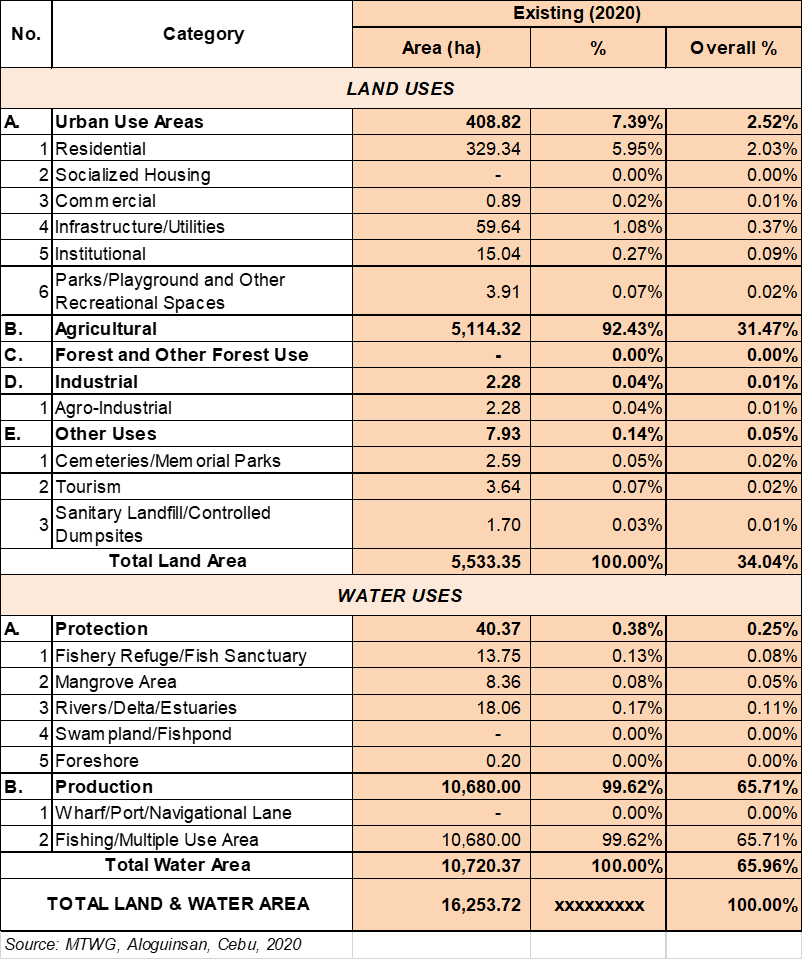 No. Category Existing (2020)
Area (ha) % Overall %
LAND USES
A. Urban Use Areas 408.82 7.39% 2.52%
1 Residential 329.34 5.95% 2.03%
2 Socialized Housing - 0.00% 0.00%
3 Commercial 0.89 0.02% 0.01%
4 Infrastructure/Utilities 59.64 1.08% 0.37%
5 Institutional 15.04 0.27% 0.09%
6 Parks/Playground and Other
Recreational Spaces 3.91 0.07% 0.02%
B. Agricultural 5,114.32 92.43% 31.47%
C. Forest and Other Forest Use - 0.00% 0.00%
D. Industrial 2.28 0.04% 0.01%
1 Agro-Industrial 2.28 0.04% 0.01%
E. Other Uses 7.93 0.14% 0.05%
1 Cemeteries/Memorial Parks 2.59 0.05% 0.02%
2 Tourism 3.64 0.07% 0.02%
3 Sanitary Landfill/Controlled
Dumpsites 1.70 0.03% 0.01%
Total Land Area 5,533.35 100.00% 34.04%
WATER USES
A. Protection 40.37 0.38% 0.25%
1 Fishery Refuge/Fish Sanctuary 13.75 0.13% 0.08%
2 Mangrove Area 8.36 0.08% 0.05%
3 Rivers/Delta/Estuaries 18.06 0.17% 0.11%
4 Swampland/Fishpond - 0.00% 0.00%
5 Foreshore 0.20 0.00% 0.00%
B. Production 10,680.00 99.62% 65.71%
1 Wharf/Port/Navigational Lane - 0.00% 0.00%
2 Fishing/Multiple Use Area 10,680.00 99.62% 65.71%
Total Water Area 10,720.37 100.00% 65.96%
TOTAL LAND & WATER AREA 16,253.72 xxxxxxxxx 100.00%
Source: MTWG, Aloguinsan, Cebu, 2020